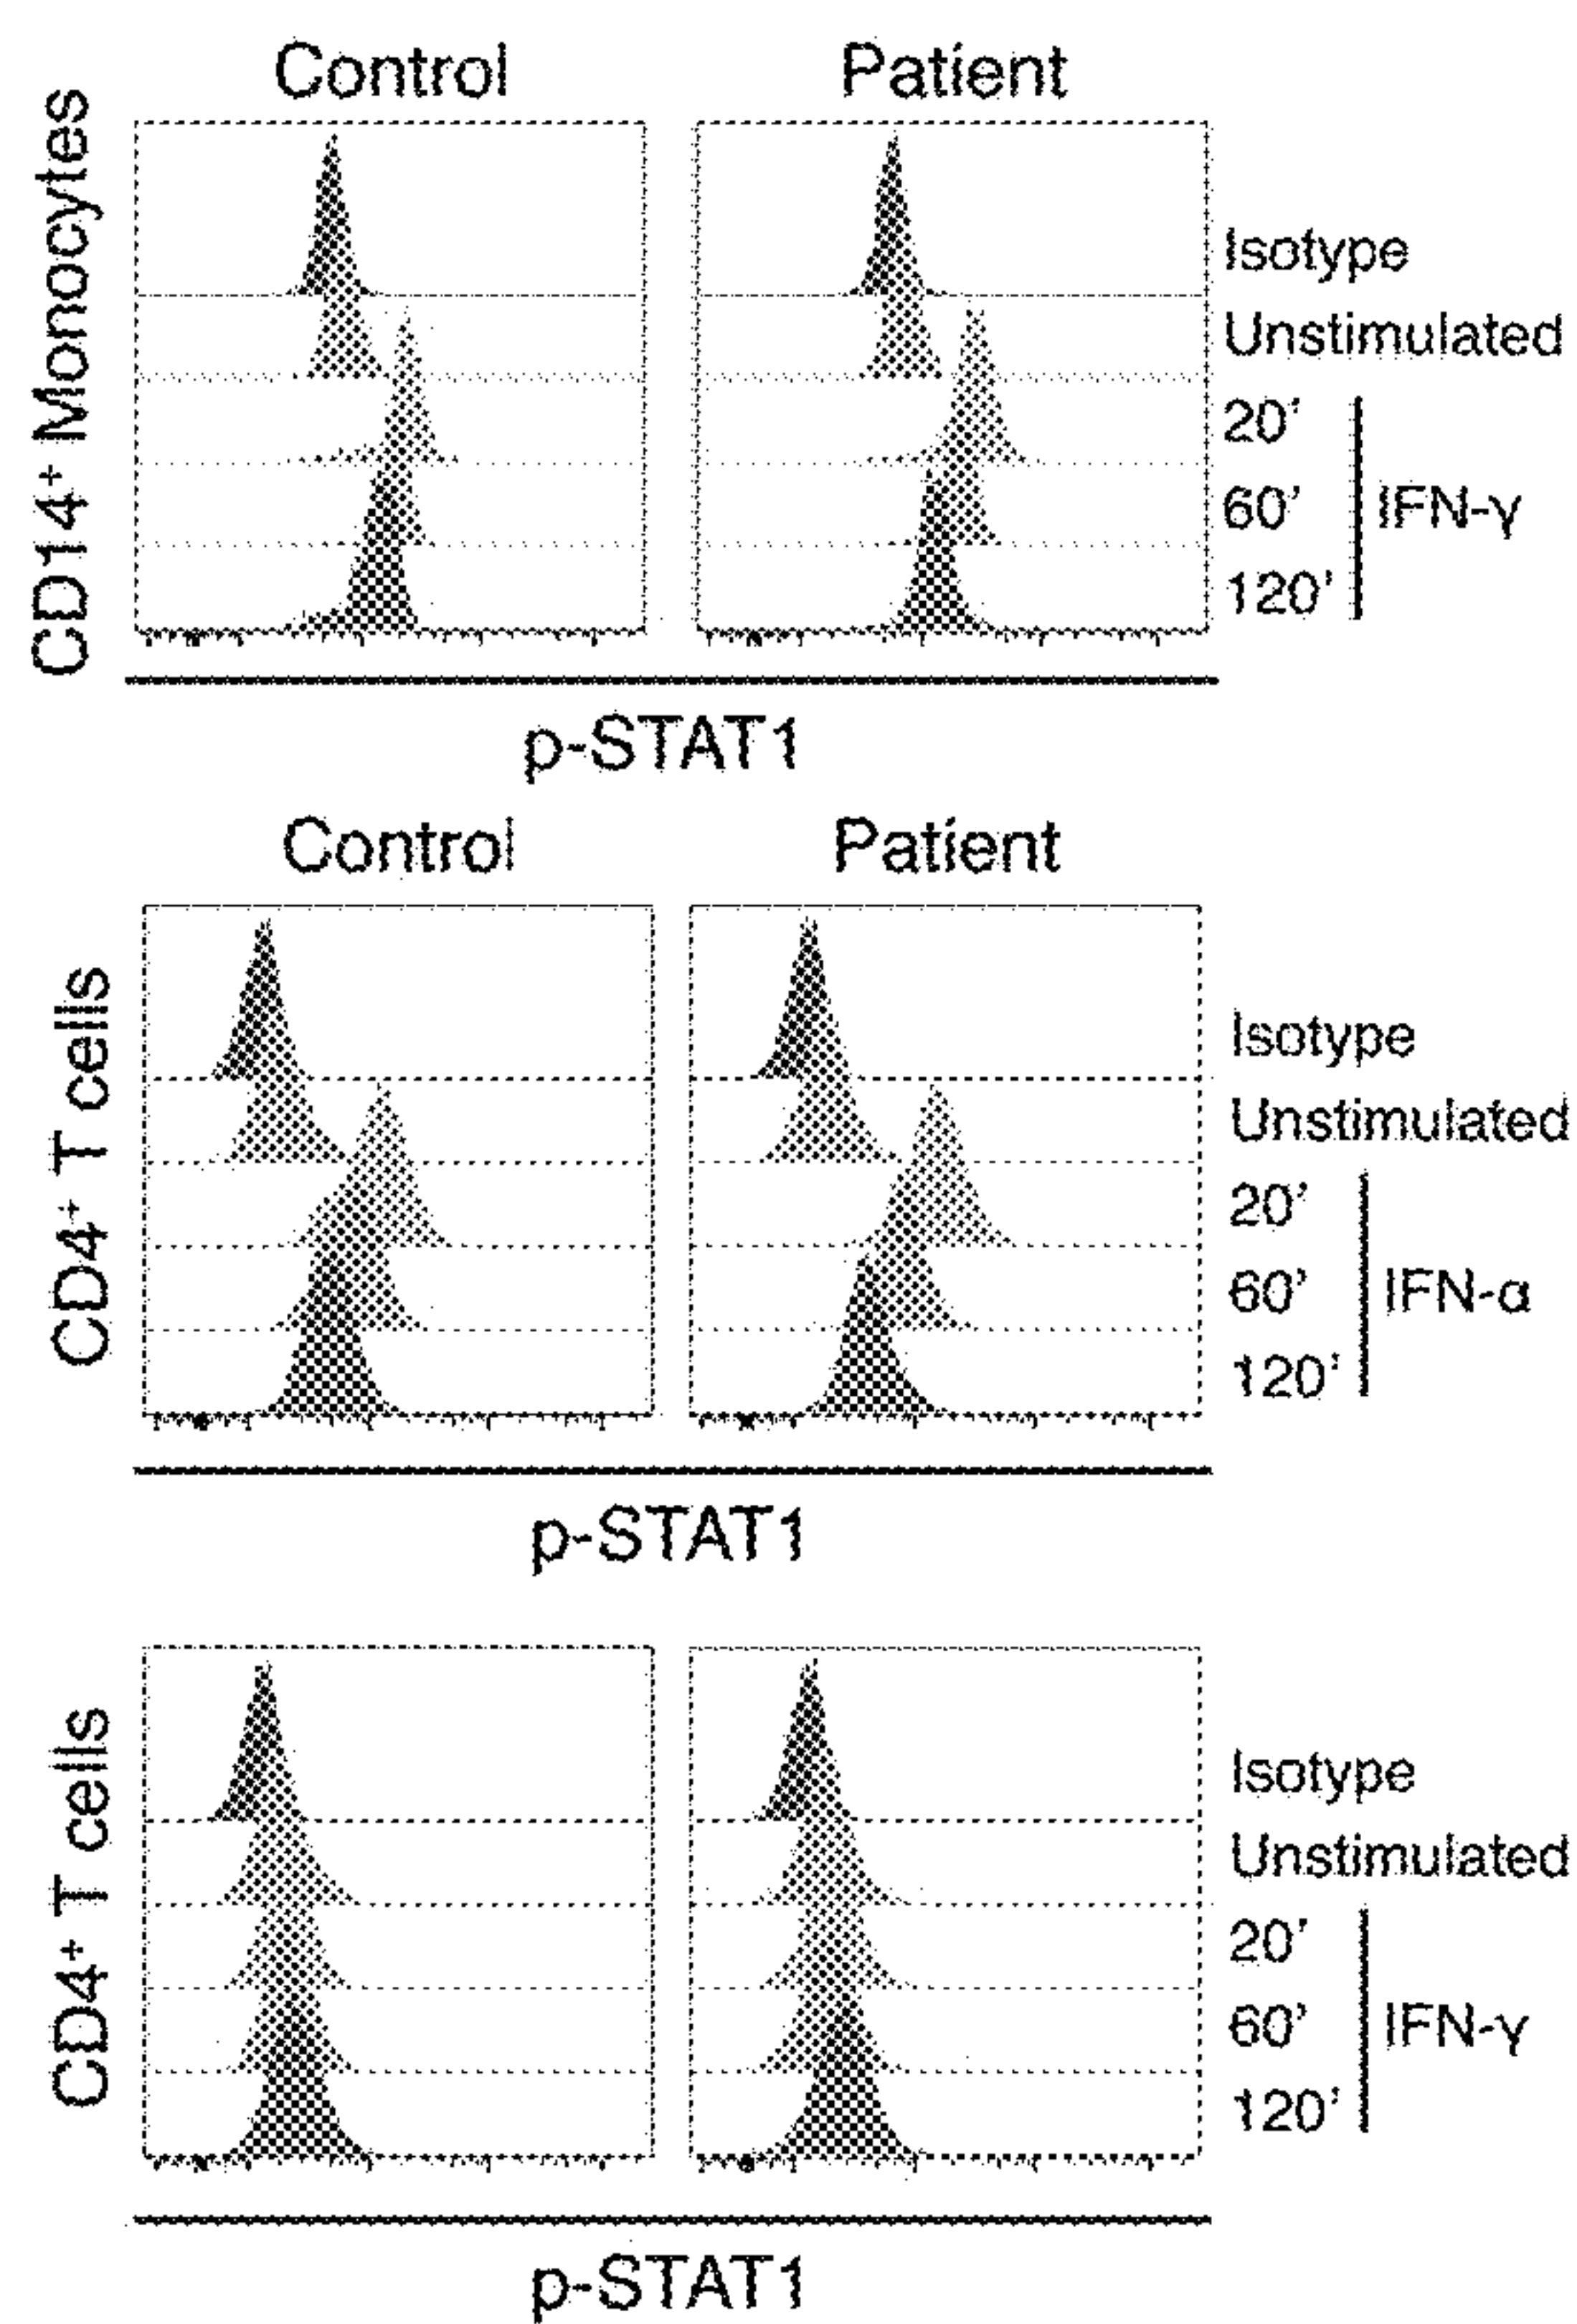 Control Patient
CD14⁺ Monocytes
Isotype
Unstimulated
20'
60'
120'
IFN-γ
p-STAT1
Control Patient
CD4⁺ T cells
Isotype
Unstimulated
20'
60'
120'
IFN-α
p-STAT1
CD4⁺ T cells
Isotype
Unstimulated
20'
60'
120'
IFN-γ
p-STAT1